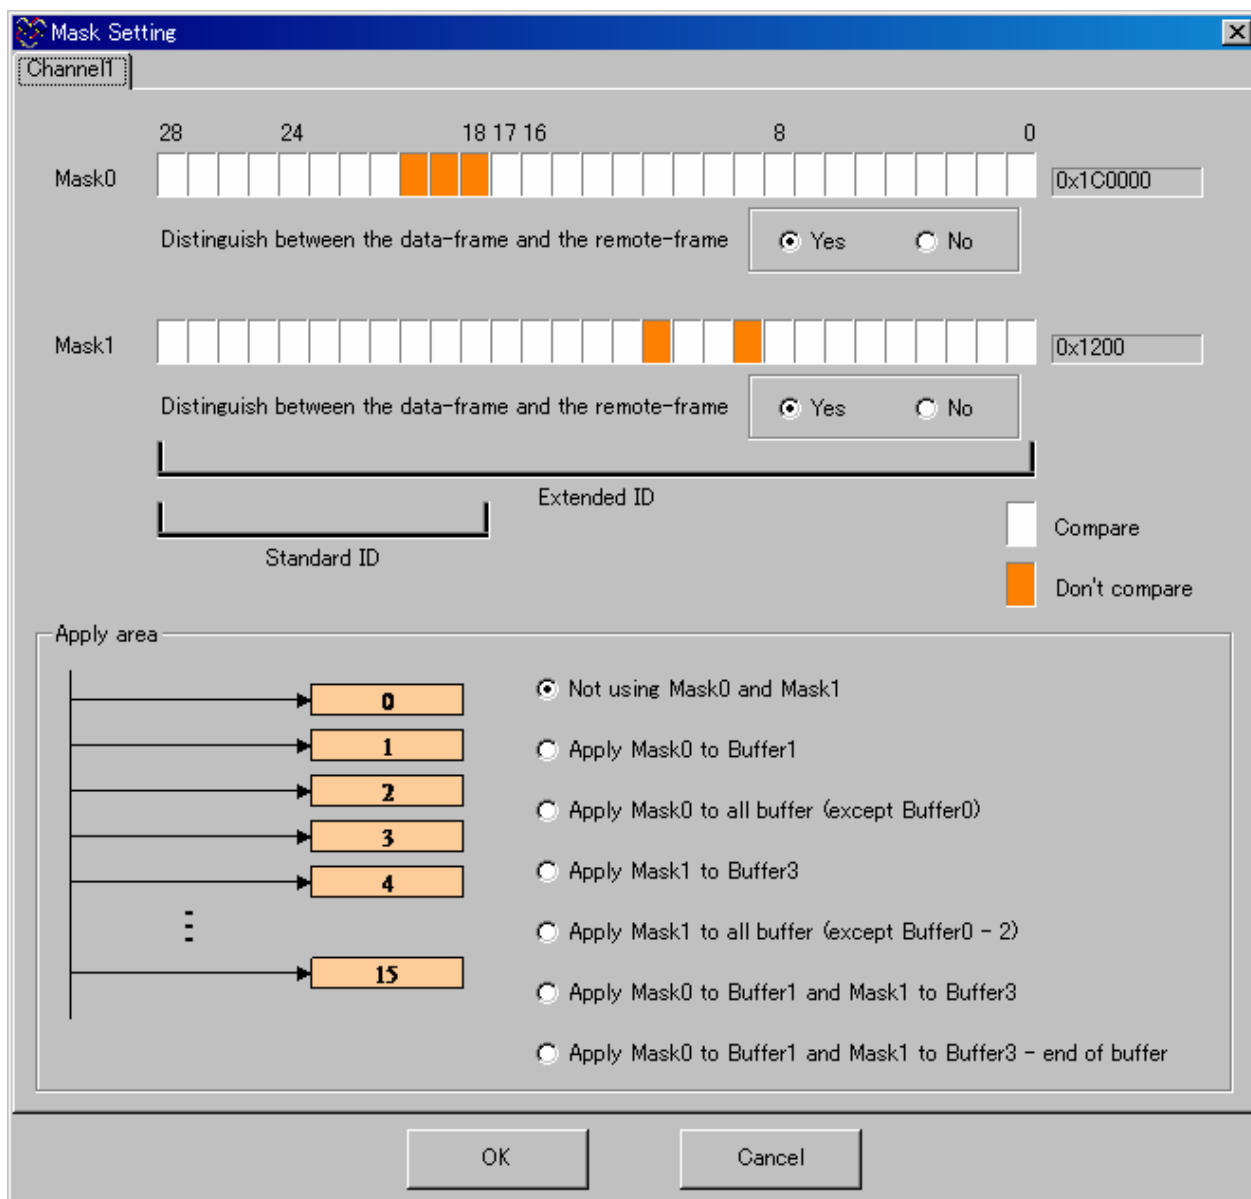 Mask Setting
Channel1
28 24 18 17 16 8 0
Mask0 0x1C0000
Distinguish between the data-frame and the remote-frame Yes No
Mask1 0x1200
Distinguish between the data-frame and the remote-frame Yes No
Extended ID
Standard ID
Compare
Don't compare
Apply area
0
1
2
3
4
15
Not using Mask0 and Mask1
Apply Mask0 to Buffer1
Apply Mask0 to all buffer (except Buffer0)
Apply Mask1 to Buffer3
Apply Mask1 to all buffer (except Buffer0 - 2)
Apply Mask0 to Buffer1 and Mask1 to Buffer3
Apply Mask0 to Buffer1 and Mask1 to Buffer3 - end of buffer
OK Cancel